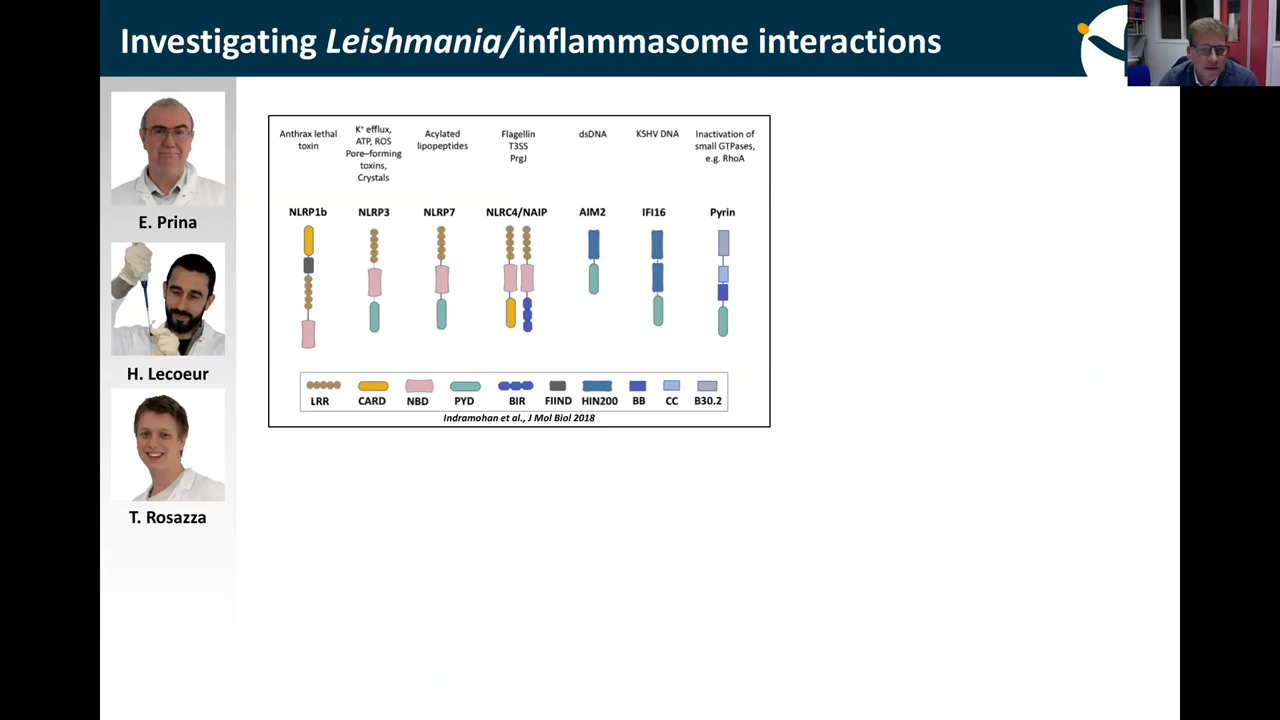 Investigating Leishmania/inflammasome interactions
E. Prina
H. Lecoeur
T. Rosazza
Anthrax lethal
toxin
K⁺ efflux,
ATP, ROS
Pore–forming
toxins,
Crystals
Acylated
lipopeptides
Flagellin
T3SS
PrgJ
dsDNA
KSHV DNA
Inactivation of
small GTPases,
e.g. RhoA
NLRP1b NLRP3 NLRP7 NLRC4/NAIP AIM2 IFI16 Pyrin
LRR CARD NBD PYD BIR FIIND HIN200 BB CC B30.2
Indramohan et al., J Mol Biol 2018